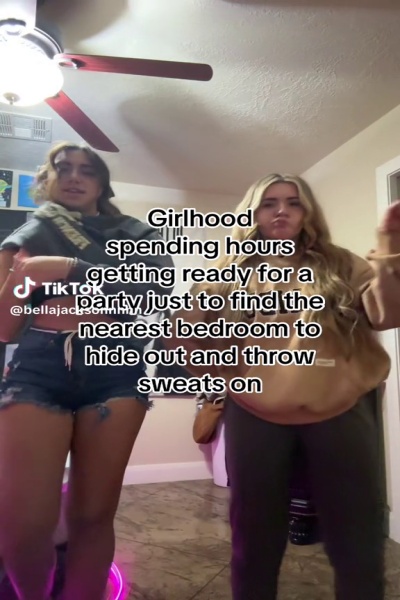 Girlhood
spending hours
getting ready for a
party just to find the
nearest bedroom to
hide out and throw
sweats on
TikTok